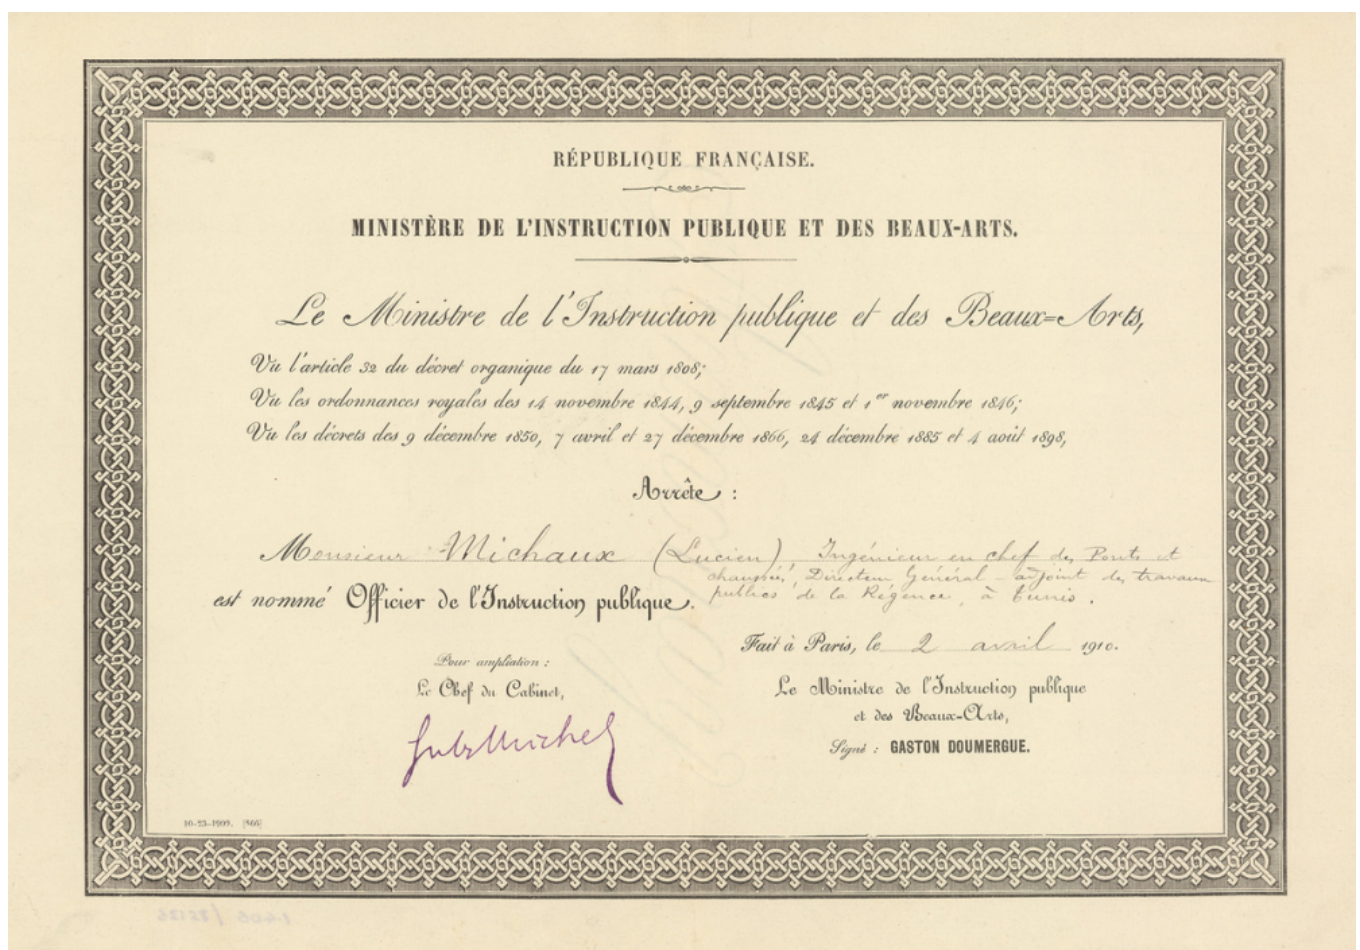 RÉPUBLIQUE FRANÇAISE.
MINISTÈRE DE L'INSTRUCTION PUBLIQUE ET DES BEAUX-ARTS.
Le Ministre de l'Instruction publique et des Beaux-Arts,
Vu l'article 32 du décret organique du 17 mars 1808;
Vu les ordonnances royales des 14 novembre 1844, 9 septembre 1845 et 1er novembre 1846;
Vu les décrets des 9 décembre 1850, 7 avril et 27 décembre 1866, 24 décembre 1885 et 4 août 1898,
Arrête :
Monsieur Michaux (Lucien), Ingénieur en chef des Ponts et
chaussées, Directeur Général-adjoint des travaux
publics de la Régence, à Tunis.
est nommé Officier de l'Instruction publique.
Fait à Paris, le 2 avril 1910.
Pour ampliation :
Le Chef du Cabinet,
Le Ministre de l'Instruction publique
et des Beaux-Arts,
Signé : GASTON DOUMERGUE.
10-23-1909.